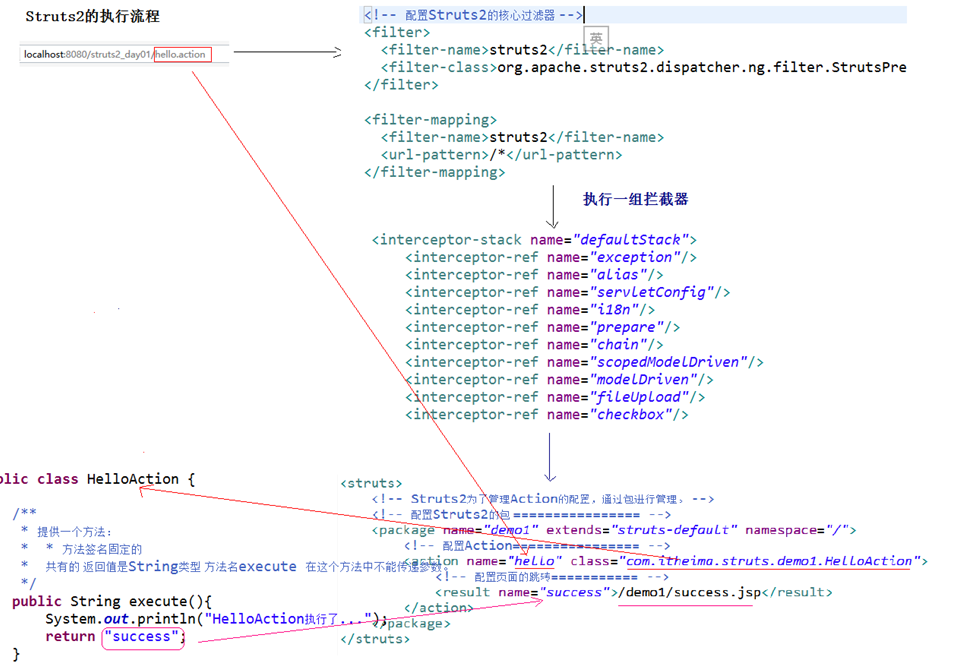 Struts2的执行流程
localhost:8080/struts2_day01/hello.action
<!-- 配置Struts2的核心过滤器 -->
英
<filter>
<filter-name>struts2</filter-name>
<filter-class>org.apache.struts2.dispatcher.ng.filter.StrutsPre
</filter>
<filter-mapping>
<filter-name>struts2</filter-name>
<url-pattern>/*</url-pattern>
</filter-mapping>
执行一组拦截器
<interceptor-stack name="defaultStack">
<interceptor-ref name="exception"/>
<interceptor-ref name="alias"/>
<interceptor-ref name="servletConfig"/>
<interceptor-ref name="i18n"/>
<interceptor-ref name="prepare"/>
<interceptor-ref name="chain"/>
<interceptor-ref name="scopedModelDriven"/>
<interceptor-ref name="modelDriven"/>
<interceptor-ref name="fileUpload"/>
<interceptor-ref name="checkbox"/>
blic class HelloAction {
/**
* 提供一个方法:
* * 方法签名固定的
* 共有的 返回值是String类型 方法名execute 在这个方法中不能传递参数。
*/
public String execute(){
System.out.println("HelloAction执行了...");
return "success";
}
<struts>
<!-- Struts2为了管理Action的配置，通过包进行管理。 -->
<!-- 配置Struts2的包 ================ -->
<package name="demo1" extends="struts-default" namespace="/">
<!-- 配置Action================ -->
<action name="hello" class="com.itheima.struts.demo1.HelloAction">
<!-- 配置页面的跳转=========== -->
<result name="success">/demo1/success.jsp</result>
</action>
</package>
</struts>